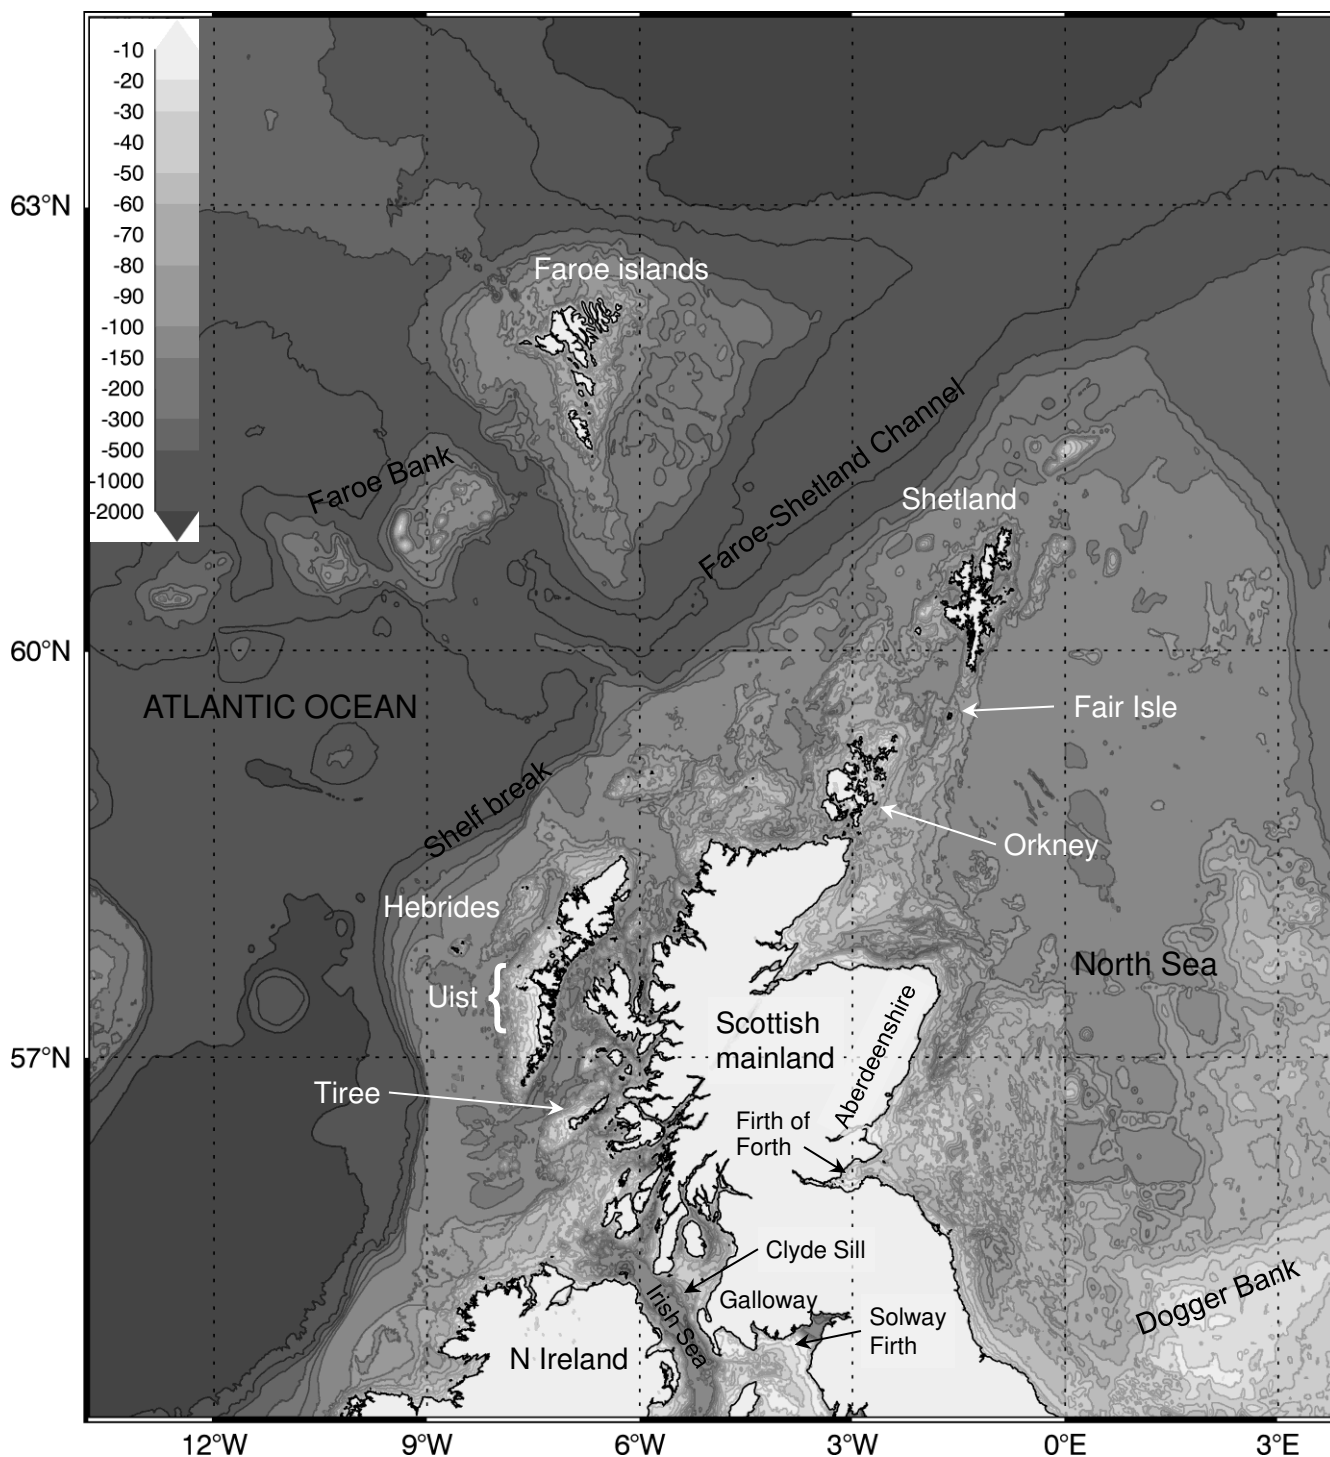 -10
-20
-30
-40
-50
-60
-70
-80
-90
-100
-150
-200
-300
-500
-1000
-2000
63°N
60°N
57°N
Faroe islands
Faroe Bank
Faroe-Shetland Channel
Shetland
ATLANTIC OCEAN
Fair Isle
Shelf break
Orkney
Hebrides
Uist {
North Sea
Scottish
mainland
Aberdeenshire
Tiree
Firth of
Forth
Clyde Sill
Irish Sea
Galloway
Solway
Firth
Dogger Bank
N Ireland
12°W
9°W
6°W
3°W
0°E
3°E